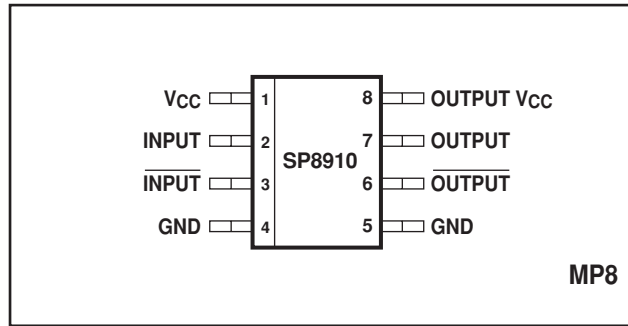 VCC 1 8 OUTPUT VCC
INPUT 2 7 OUTPUT
SP8910
INPUT 3 6 OUTPUT
GND 4 5 GND
MP8